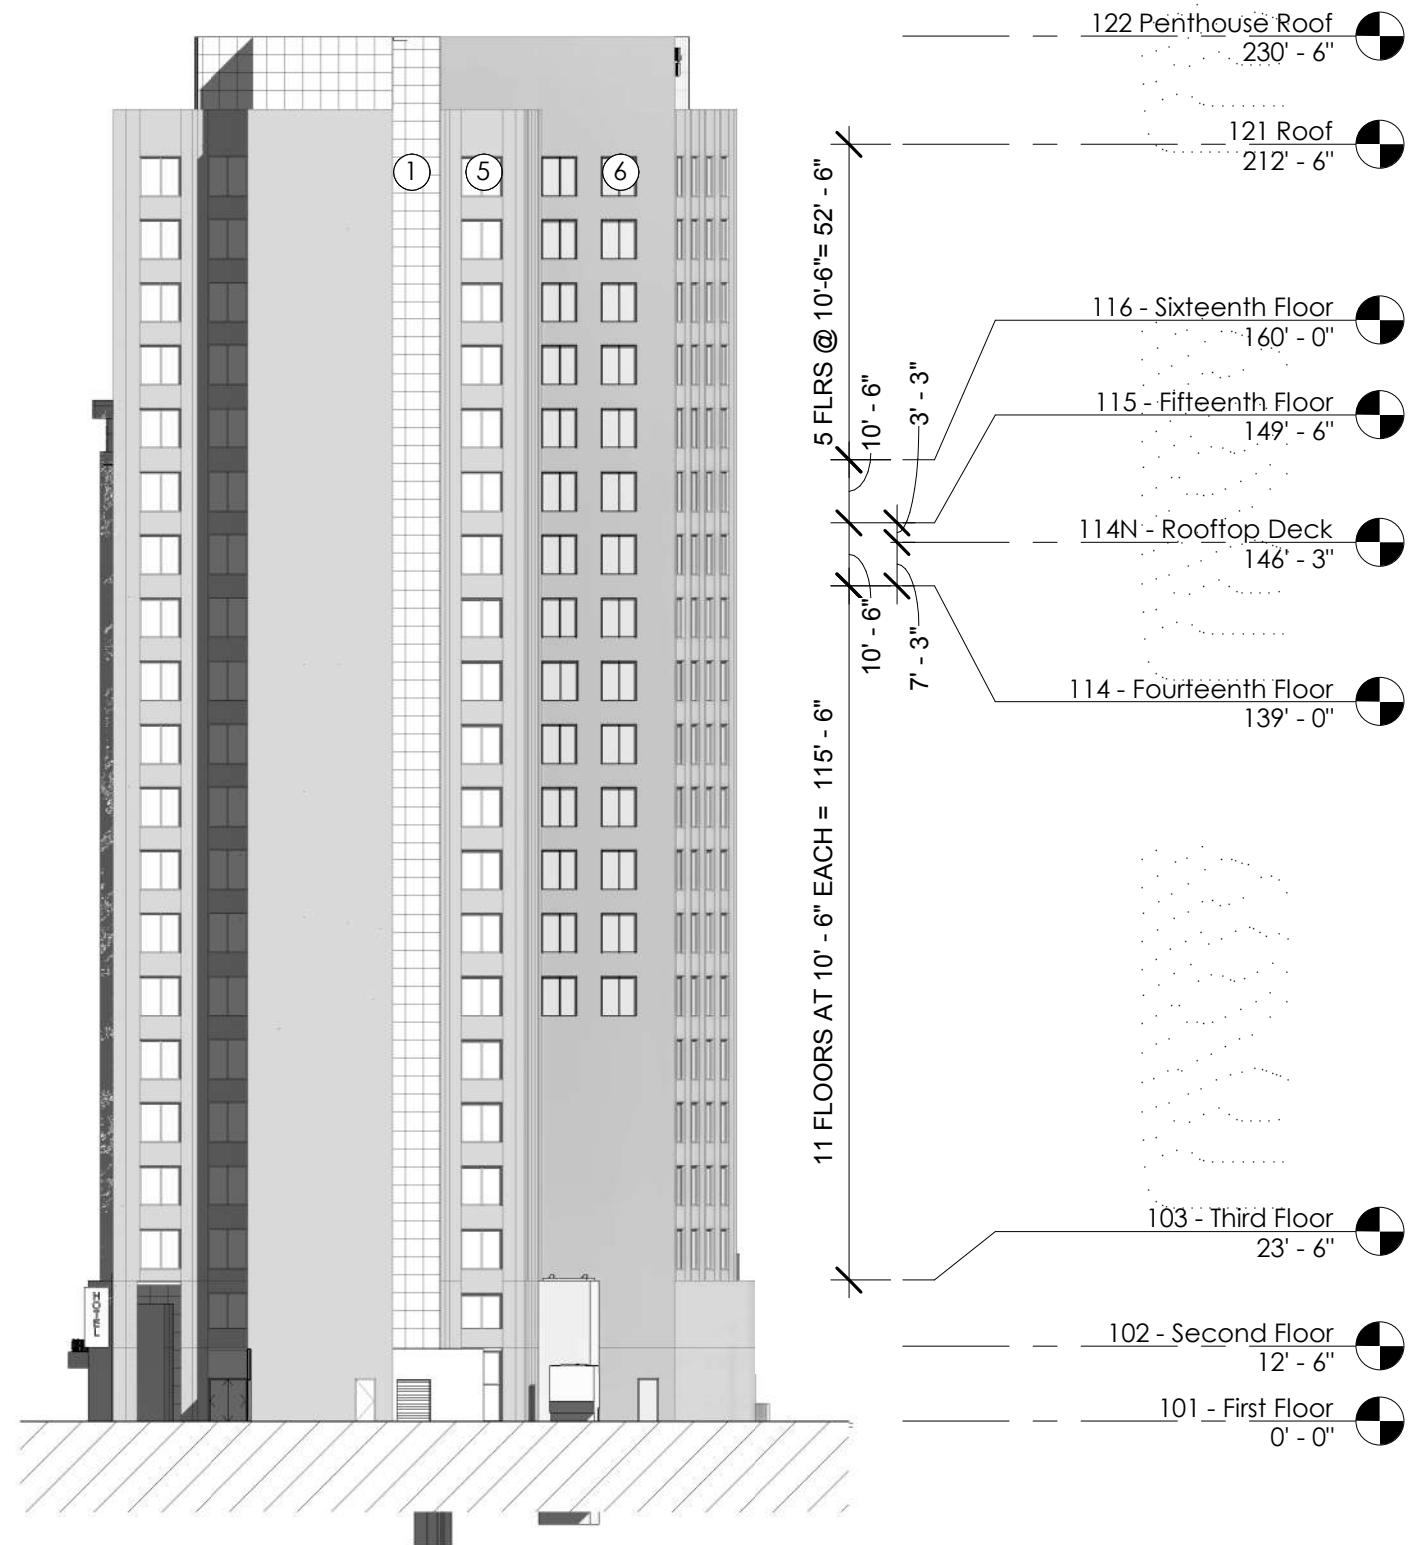 122 Penthouse Roof
230' - 6"
121 Roof
212' - 6"
1
5
6
5 FLRS @ 10'-6"= 52' - 6"
116 - Sixteenth Floor
160' - 0"
10' - 6"
3' - 3"
115 - Fifteenth Floor
149' - 6"
114N - Rooftop Deck
146' - 3"
10' - 6"
7' - 3"
114 - Fourteenth Floor
139' - 0"
11 FLOORS AT 10' - 6" EACH = 115' - 6"
103 - Third Floor
23' - 6"
HOTEL
102 - Second Floor
12' - 6"
101 - First Floor
0' - 0"